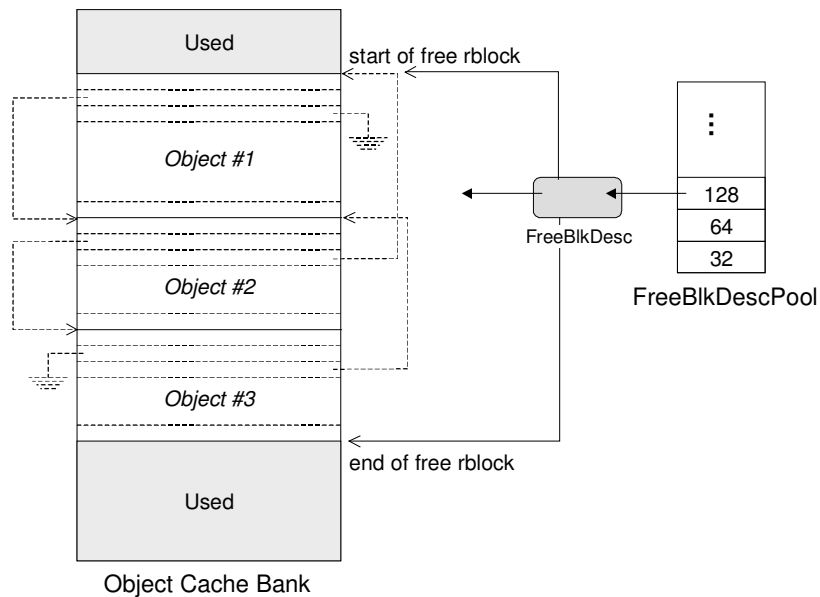 Used
start of free rblock
Object #1
⋮
128
64
32
FreeBlkDesc
FreeBlkDescPool
Object #2
Object #3
end of free rblock
Used
Object Cache Bank